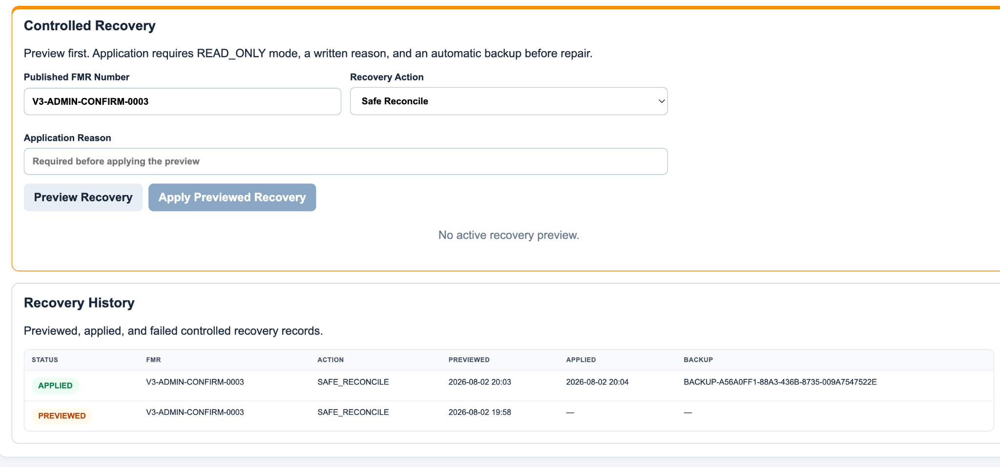 Controlled Recovery
Preview first. Application requires READ_ONLY mode, a written reason, and an automatic backup before repair.
Published FMR Number
Recovery Action
V3-ADMIN-CONFIRM-0003
Safe Reconcile
Application Reason
Required before applying the preview
Preview Recovery
Apply Previewed Recovery
No active recovery preview.
Recovery History
Previewed, applied, and failed controlled recovery records.
STATUS FMR ACTION PREVIEWED APPLIED BACKUP
APPLIED V3-ADMIN-CONFIRM-0003 SAFE_RECONCILE 2026-08-02 20:03 2026-08-02 20:04 BACKUP-A56A0FF1-88A3-436B-8735-009A7547522E
PREVIEWED V3-ADMIN-CONFIRM-0003 SAFE_RECONCILE 2026-08-02 19:58 — —